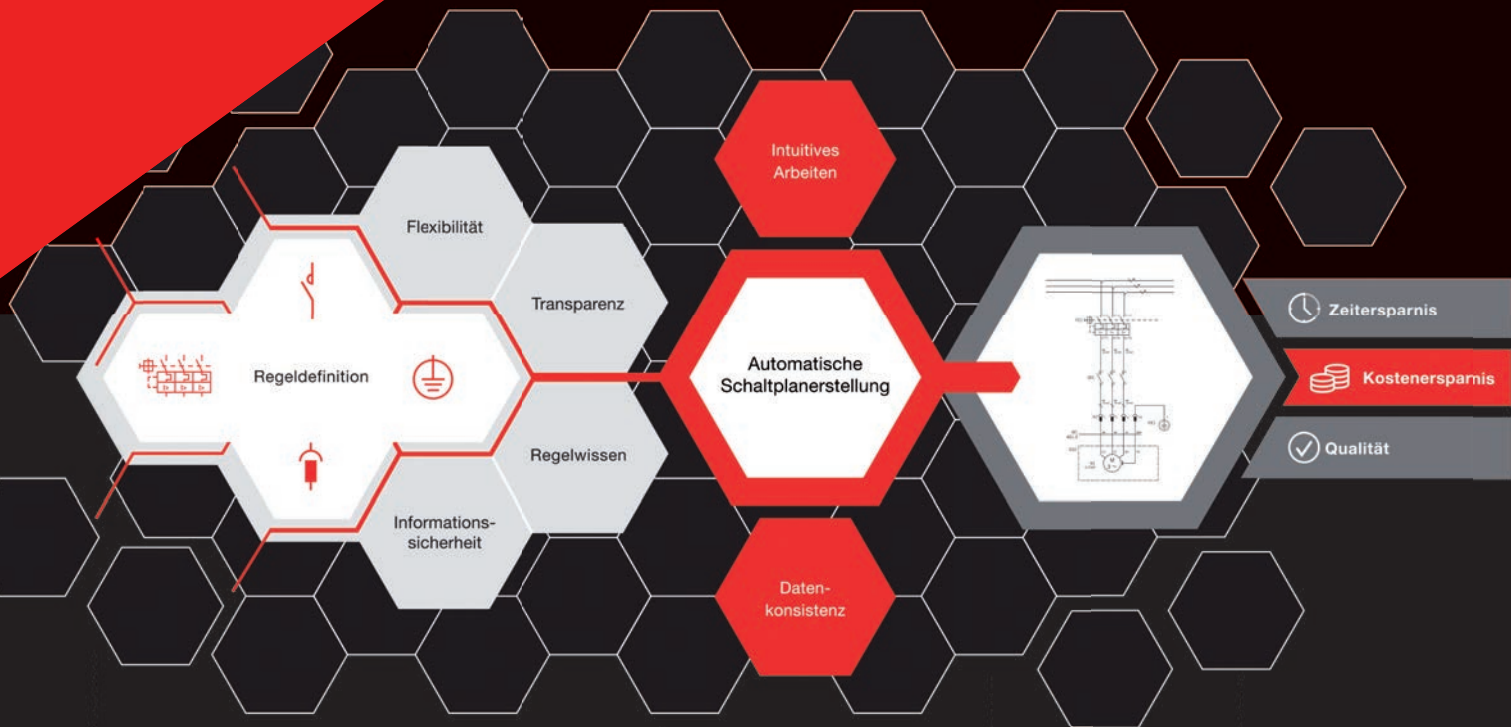 Intuitives
Arbeiten
Flexibilität
Transparenz
Regeldefinition
Automatische
Schaltplanerstellung
Regelwissen
Informations-
sicherheit
Daten-
konsistenz
Zeitersparnis
Kostenersparnis
Qualität